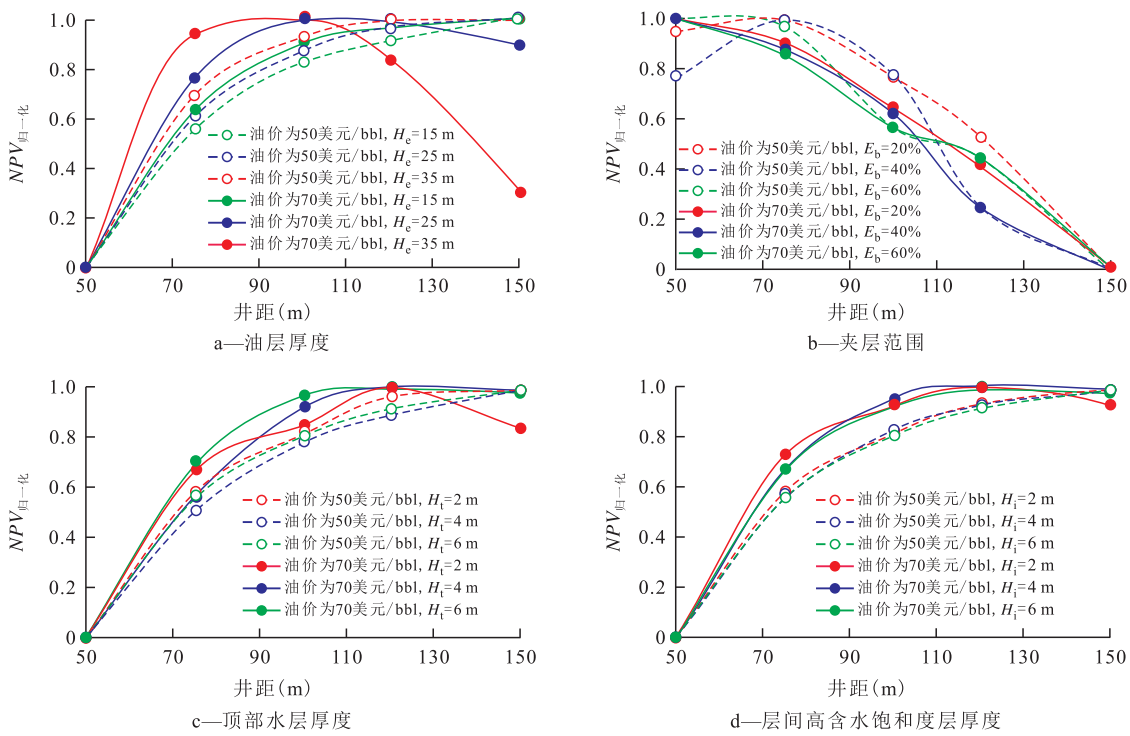 NPV归一化
1.0
0.8
0.6
0.4
0.2
0
50 70 90 110 130 150
井距(m)
油价为50美元/bbl, He=15 m
油价为50美元/bbl, He=25 m
油价为50美元/bbl, He=35 m
油价为70美元/bbl, He=15 m
油价为70美元/bbl, He=25 m
油价为70美元/bbl, He=35 m
a—油层厚度
NPV归一化
1.0
0.8
0.6
0.4
0.2
0
50 70 90 110 130 150
井距(m)
油价为50美元/bbl, Eb=20%
油价为50美元/bbl, Eb=40%
油价为50美元/bbl, Eb=60%
油价为70美元/bbl, Eb=20%
油价为70美元/bbl, Eb=40%
油价为70美元/bbl, Eb=60%
b—夹层范围
NPV归一化
1.0
0.8
0.6
0.4
0.2
0
50 70 90 110 130 150
井距(m)
油价为50美元/bbl, Ht=2 m
油价为50美元/bbl, Ht=4 m
油价为50美元/bbl, Ht=6 m
油价为70美元/bbl, Ht=2 m
油价为70美元/bbl, Ht=4 m
油价为70美元/bbl, Ht=6 m
c—顶部水层厚度
NPV归一化
1.0
0.8
0.6
0.4
0.2
0
50 70 90 110 130 150
井距(m)
油价为50美元/bbl, Hi=2 m
油价为50美元/bbl, Hi=4 m
油价为50美元/bbl, Hi=6 m
油价为70美元/bbl, Hi=2 m
油价为70美元/bbl, Hi=4 m
油价为70美元/bbl, Hi=6 m
d—层间高含水饱和度层厚度